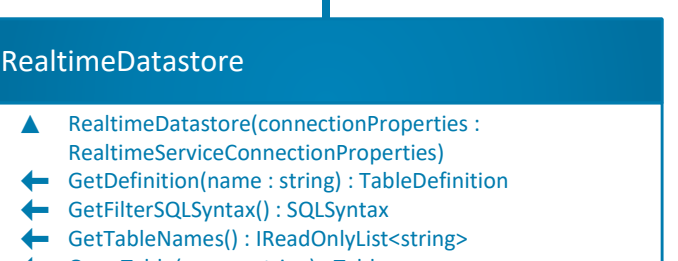 RealtimeDatastore
RealtimeDatastore(connectionProperties :
RealtimeServiceConnectionProperties)
GetDefinition(name : string) : TableDefinition
GetFilterSQLSyntax() : SQLSyntax
GetTableNames() : IReadOnlyList<string>